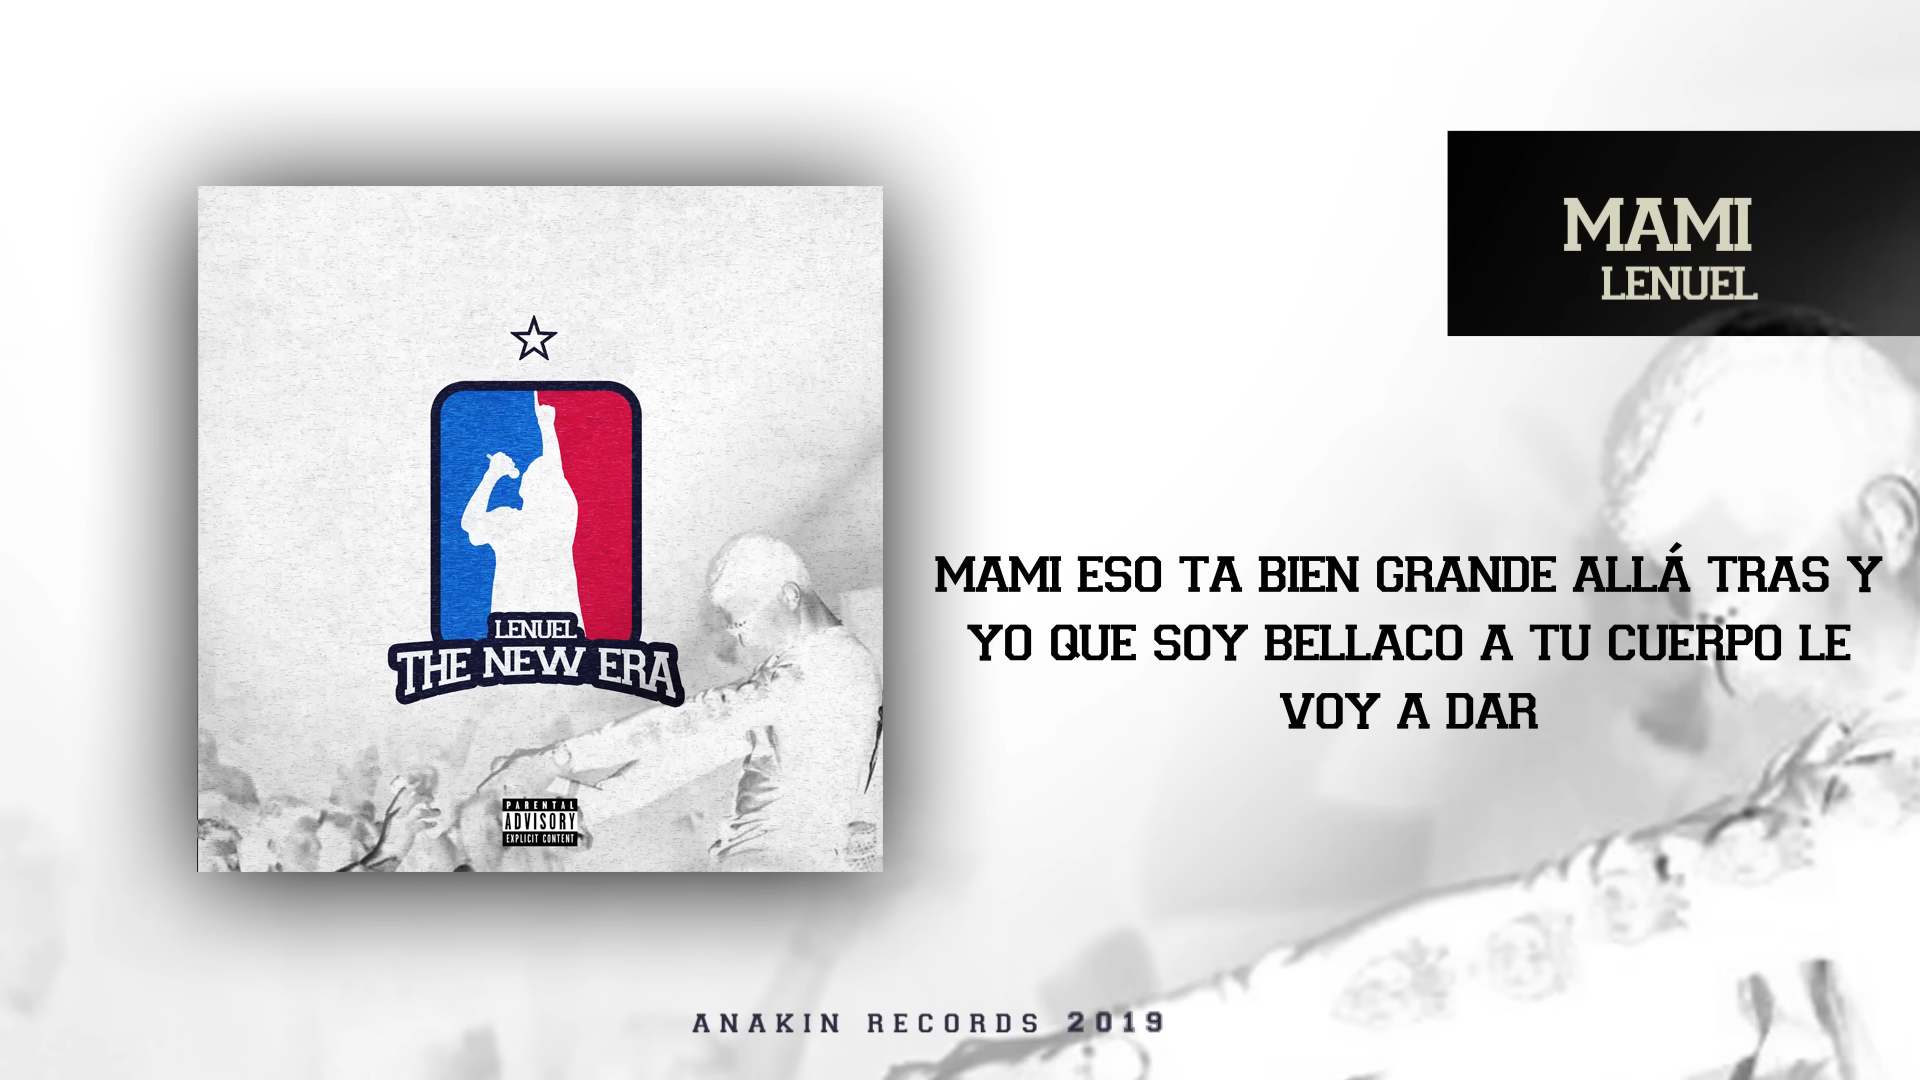 MAMI
LENUEL
LENUEL
THE NEW ERA
PARENTAL
ADVISORY
EXPLICIT CONTENT
MAMI ESO TA BIEN GRANDE ALLÁ TRAS Y
YO QUE SOY BELLACO A TU CUERPO LE
VOY A DAR
ANAKIN RECORDS 2019